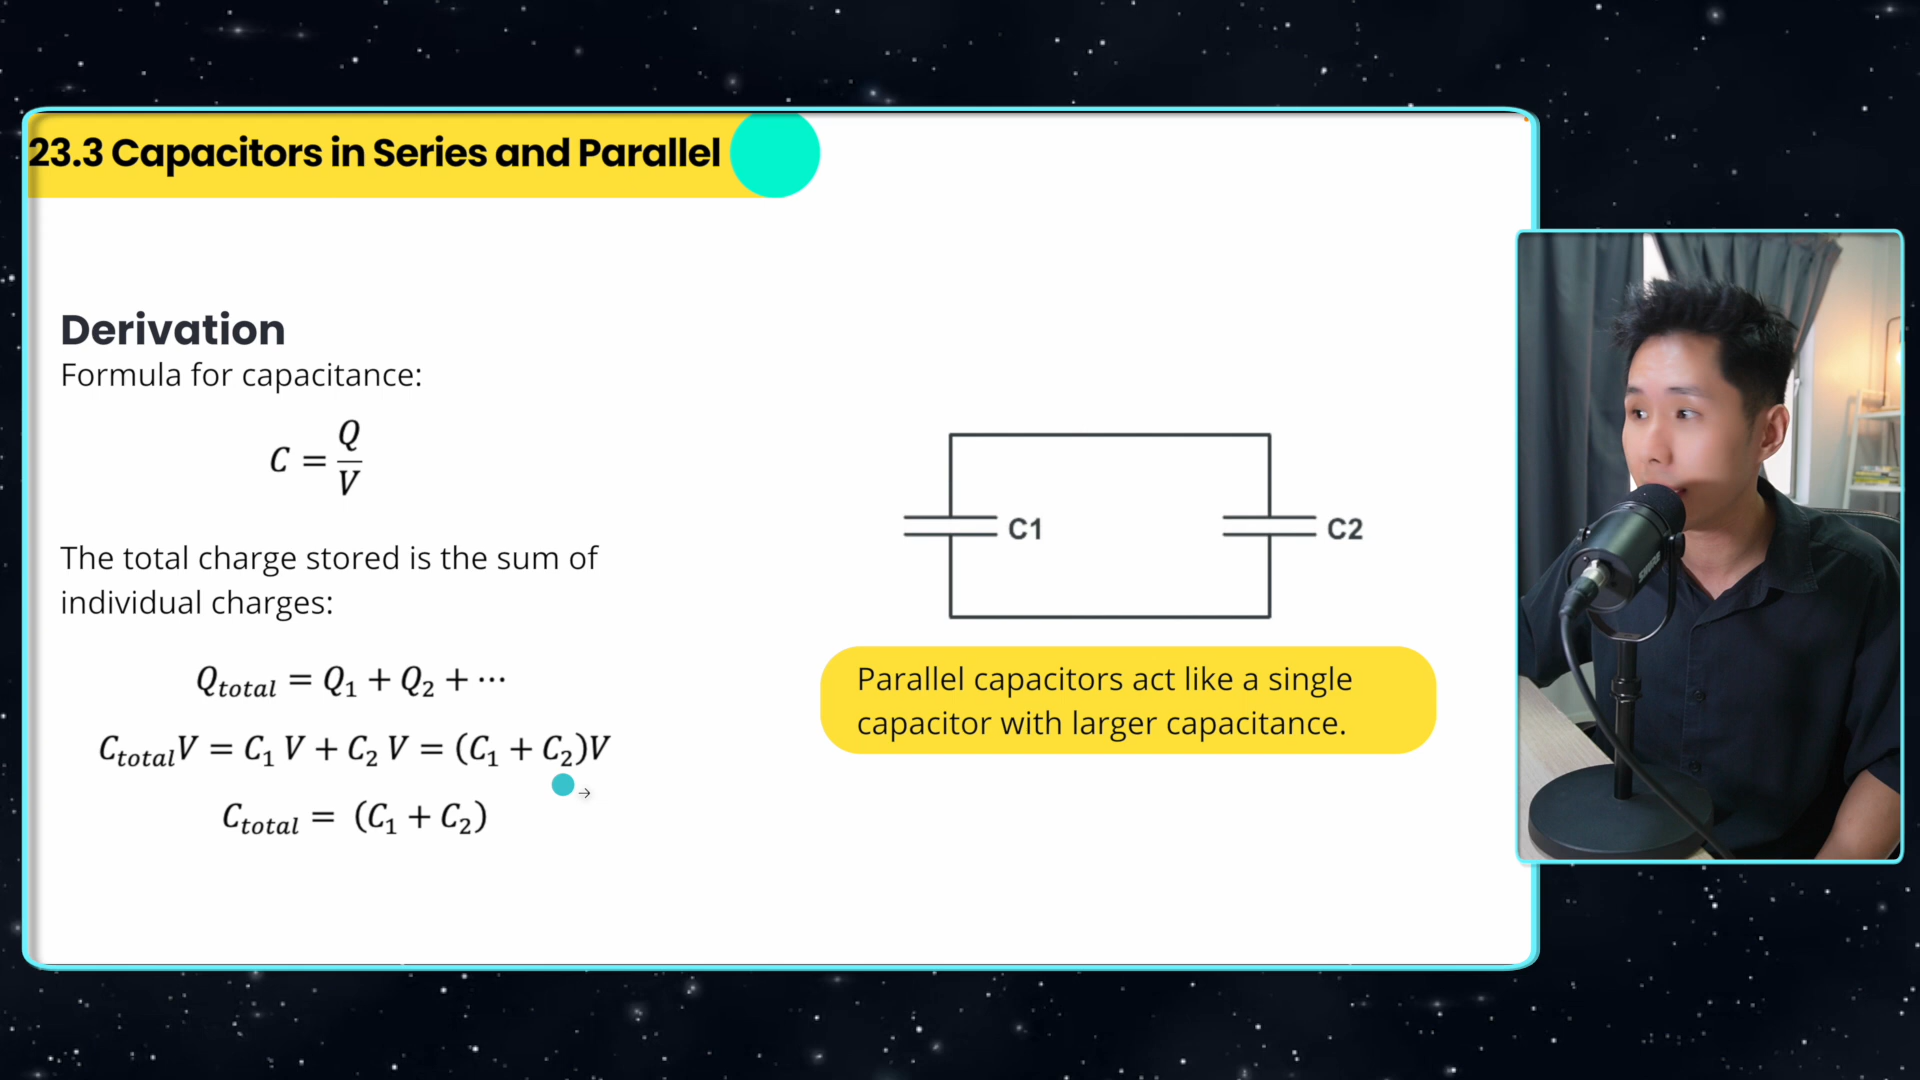 23.3 Capacitors in Series and Parallel
Derivation
Formula for capacitance:
C = Q/V
The total charge stored is the sum of
individual charges:
Q_total = Q_1 + Q_2 + ⋯
C_total V = C_1 V + C_2 V = (C_1 + C_2)V
C_total = (C_1 + C_2)
C1
C2
Parallel capacitors act like a single
capacitor with larger capacitance.
SHURE